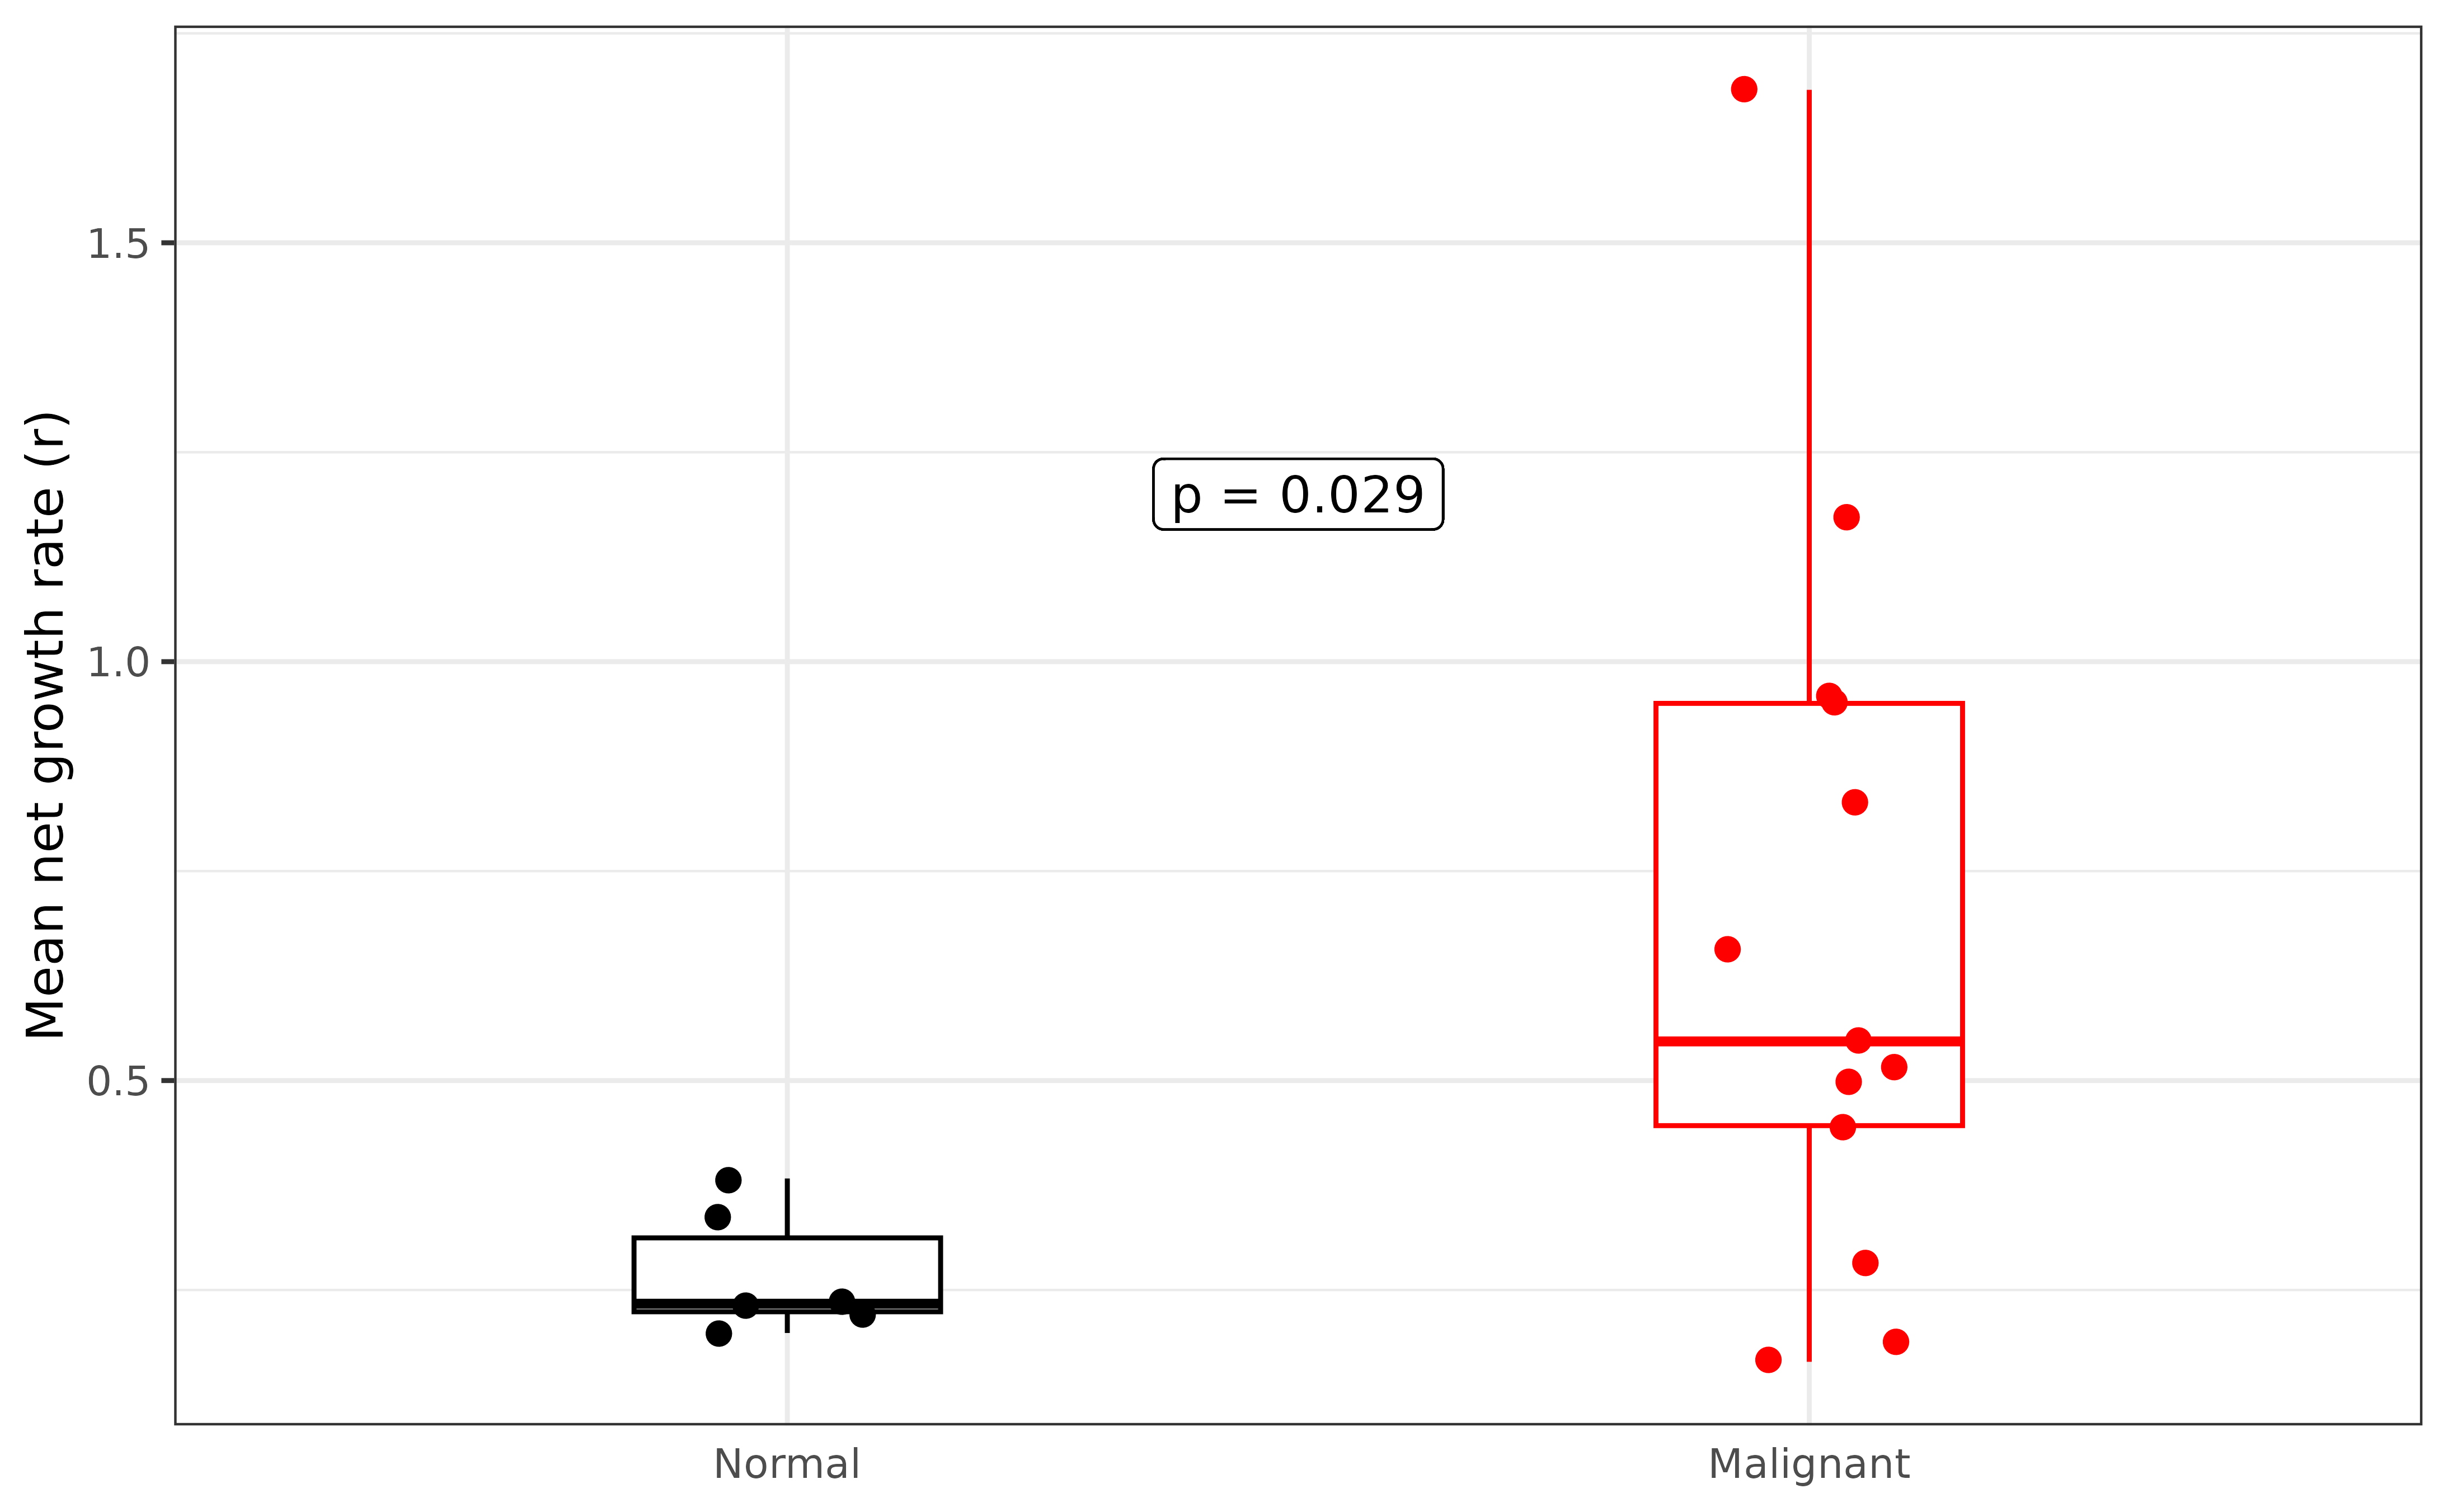 Mean net growth rate (r)
1.5
1.0
0.5
p = 0.029
Normal
Malignant